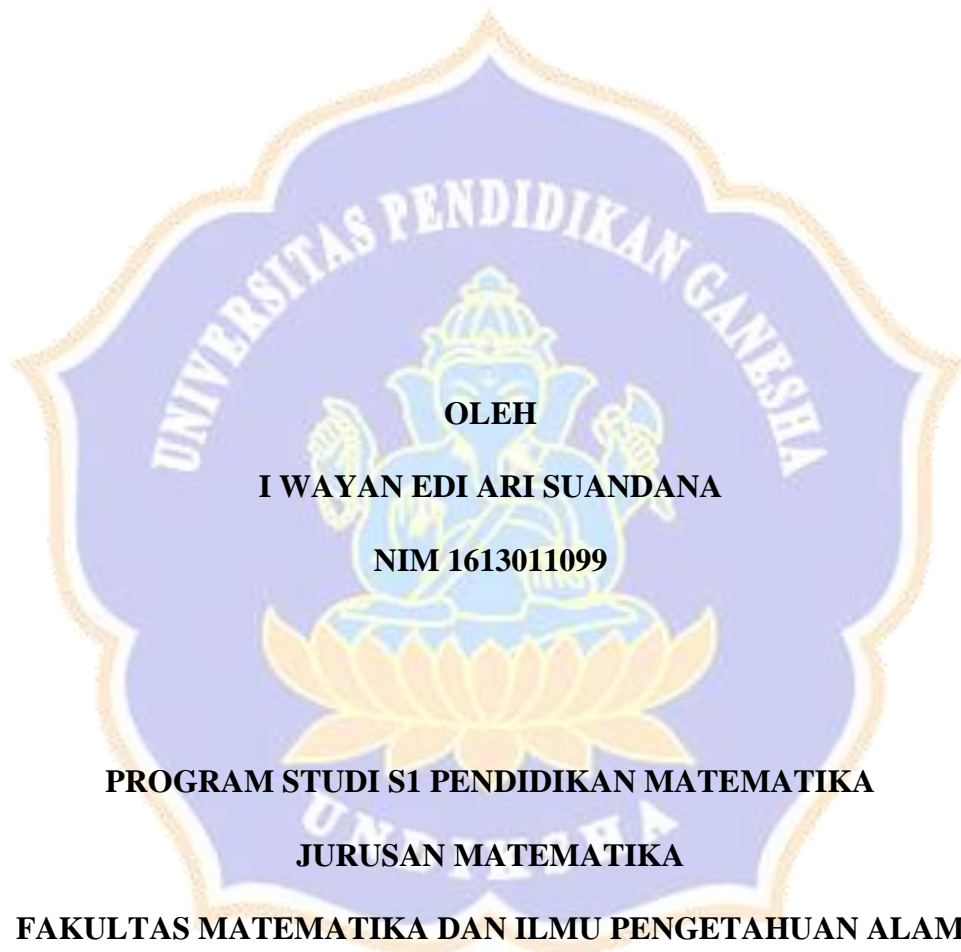 UNIVERSITAS PENDIDIKAN GANESHA
OLEH
I WAYAN EDI ARI SUANDANA
NIM 1613011099
PROGRAM STUDI S1 PENDIDIKAN MATEMATIKA
UNDIKSHA
JURUSAN MATEMATIKA
FAKULTAS MATEMATIKA DAN ILMU PENGETAHUAN ALAM